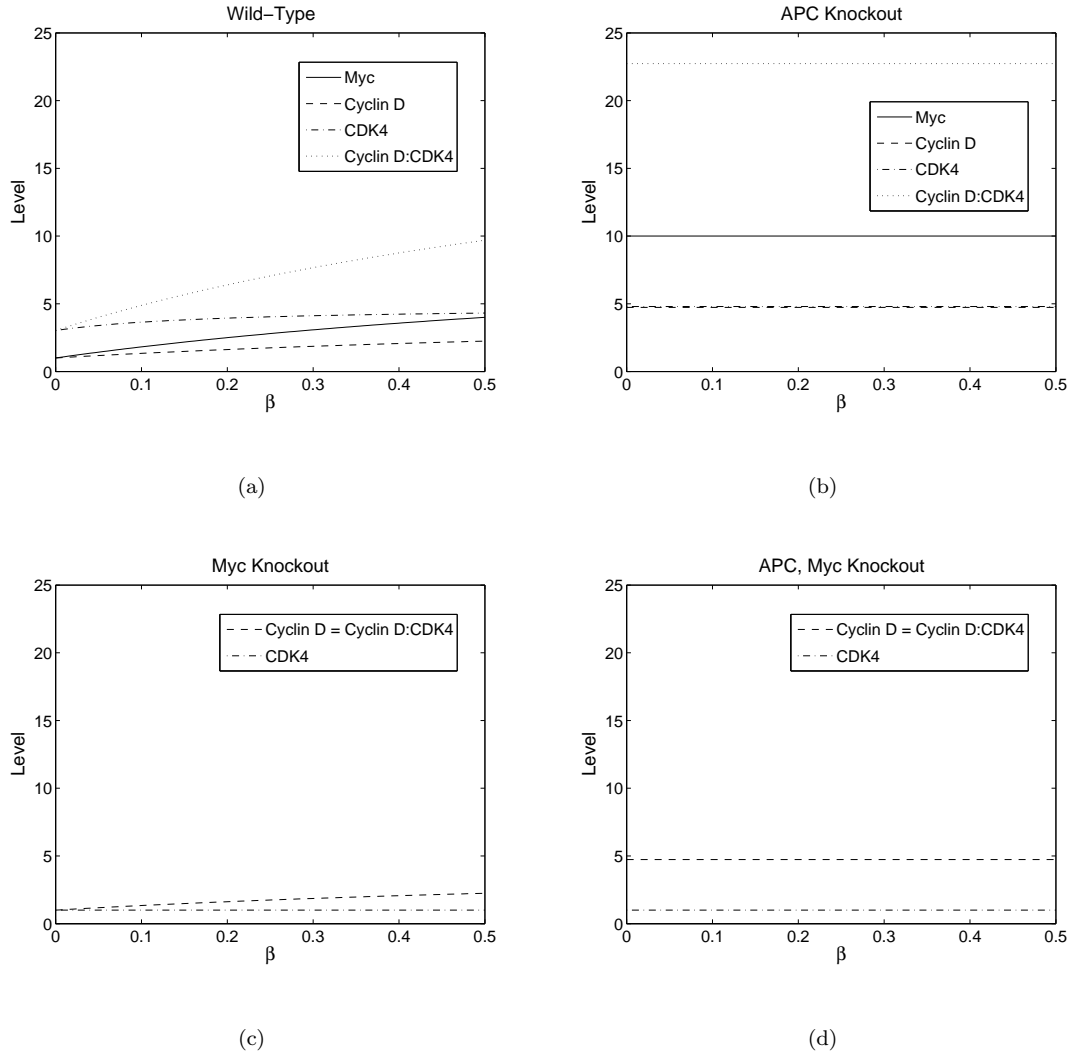 Wild−Type
25
20
15
10
5
0
Level
0
0.1
0.2
0.3
0.4
0.5
β
Myc
Cyclin D
CDK4
Cyclin D:CDK4
(a)
APC Knockout
25
20
15
10
5
0
Level
0
0.1
0.2
0.3
0.4
0.5
β
Myc
Cyclin D
CDK4
Cyclin D:CDK4
(b)
Myc Knockout
25
20
15
10
5
0
Level
0
0.1
0.2
0.3
0.4
0.5
β
Cyclin D = Cyclin D:CDK4
CDK4
(c)
APC, Myc Knockout
25
20
15
10
5
0
Level
0
0.1
0.2
0.3
0.4
0.5
β
Cyclin D = Cyclin D:CDK4
CDK4
(d)